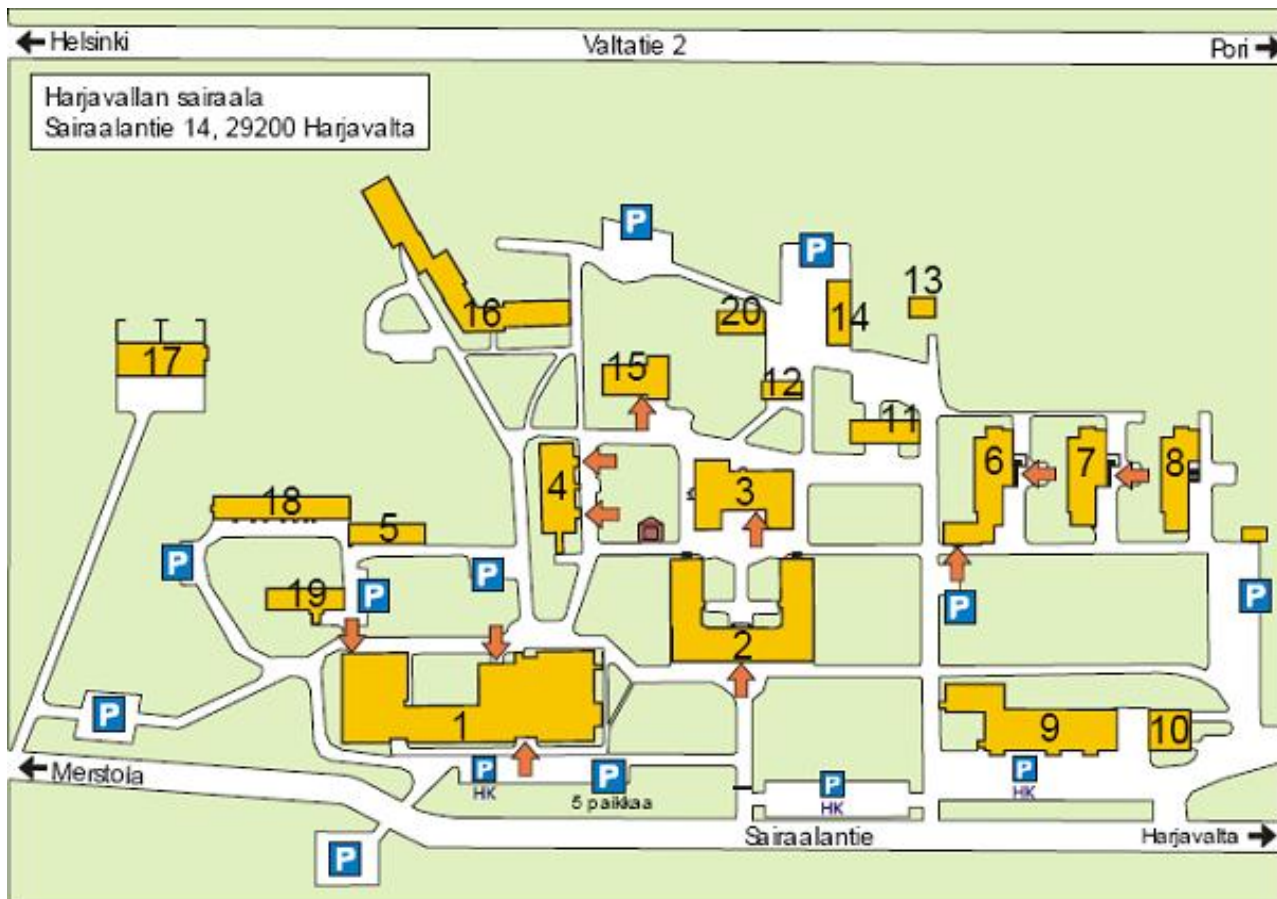 Helsinki
Valtatie 2
Pori
Harjavallan sairaala
Sairaalantie 14, 29200 Harjavalta
P
P
13
16
20
14
17
15
12
11
6
7
8
4
3
18
5
P
P
P
19
P
P
2
P
1
9
10
P
HK
P
5 paikkaa
P
HK
P
HK
Merstola
Sairaalantie
Harjavalta
P